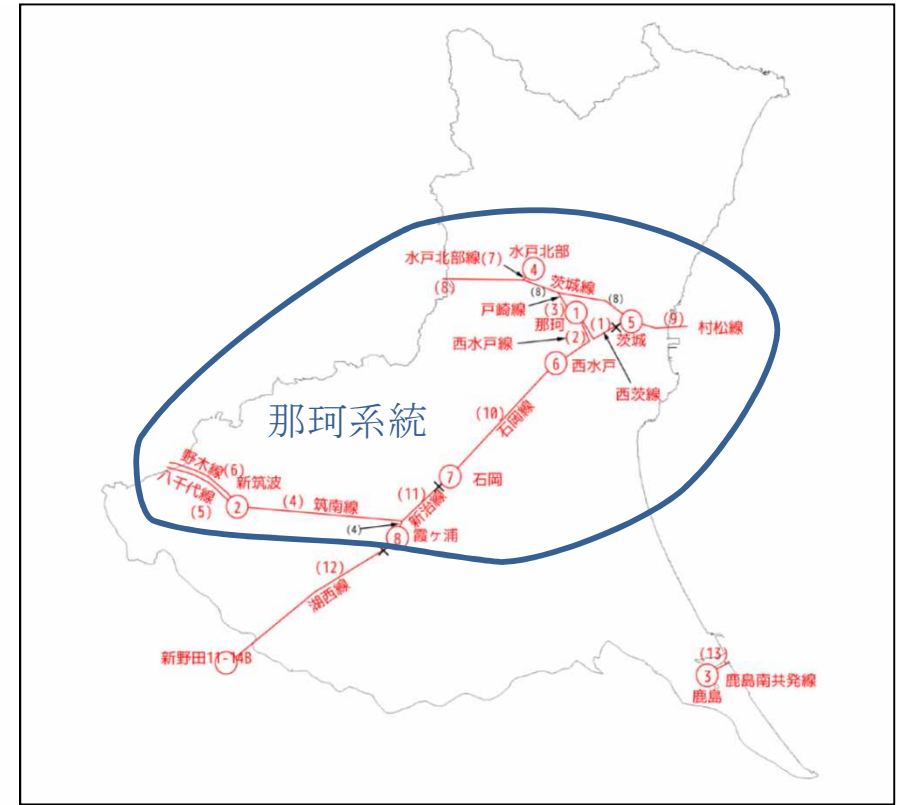 水戸北部
水戸北部線(7)
④
茨城線
(8)
(8)
(8)
戸崎線
(3)
①
那珂
(1)
⑤
(9)
村松線
茨城
西水戸線
(2)
⑥
西水戸
西茨線
(10)
石岡線
那珂系統
野木線(6)
新筑波
八千代線
(5)
②
(4) 筑南線
⑦
石岡
(11)
新治線
(4)
⑧
霞ヶ浦
(12)
湖西線
新野田11-14B
(13)
③
鹿島南共発線
鹿島